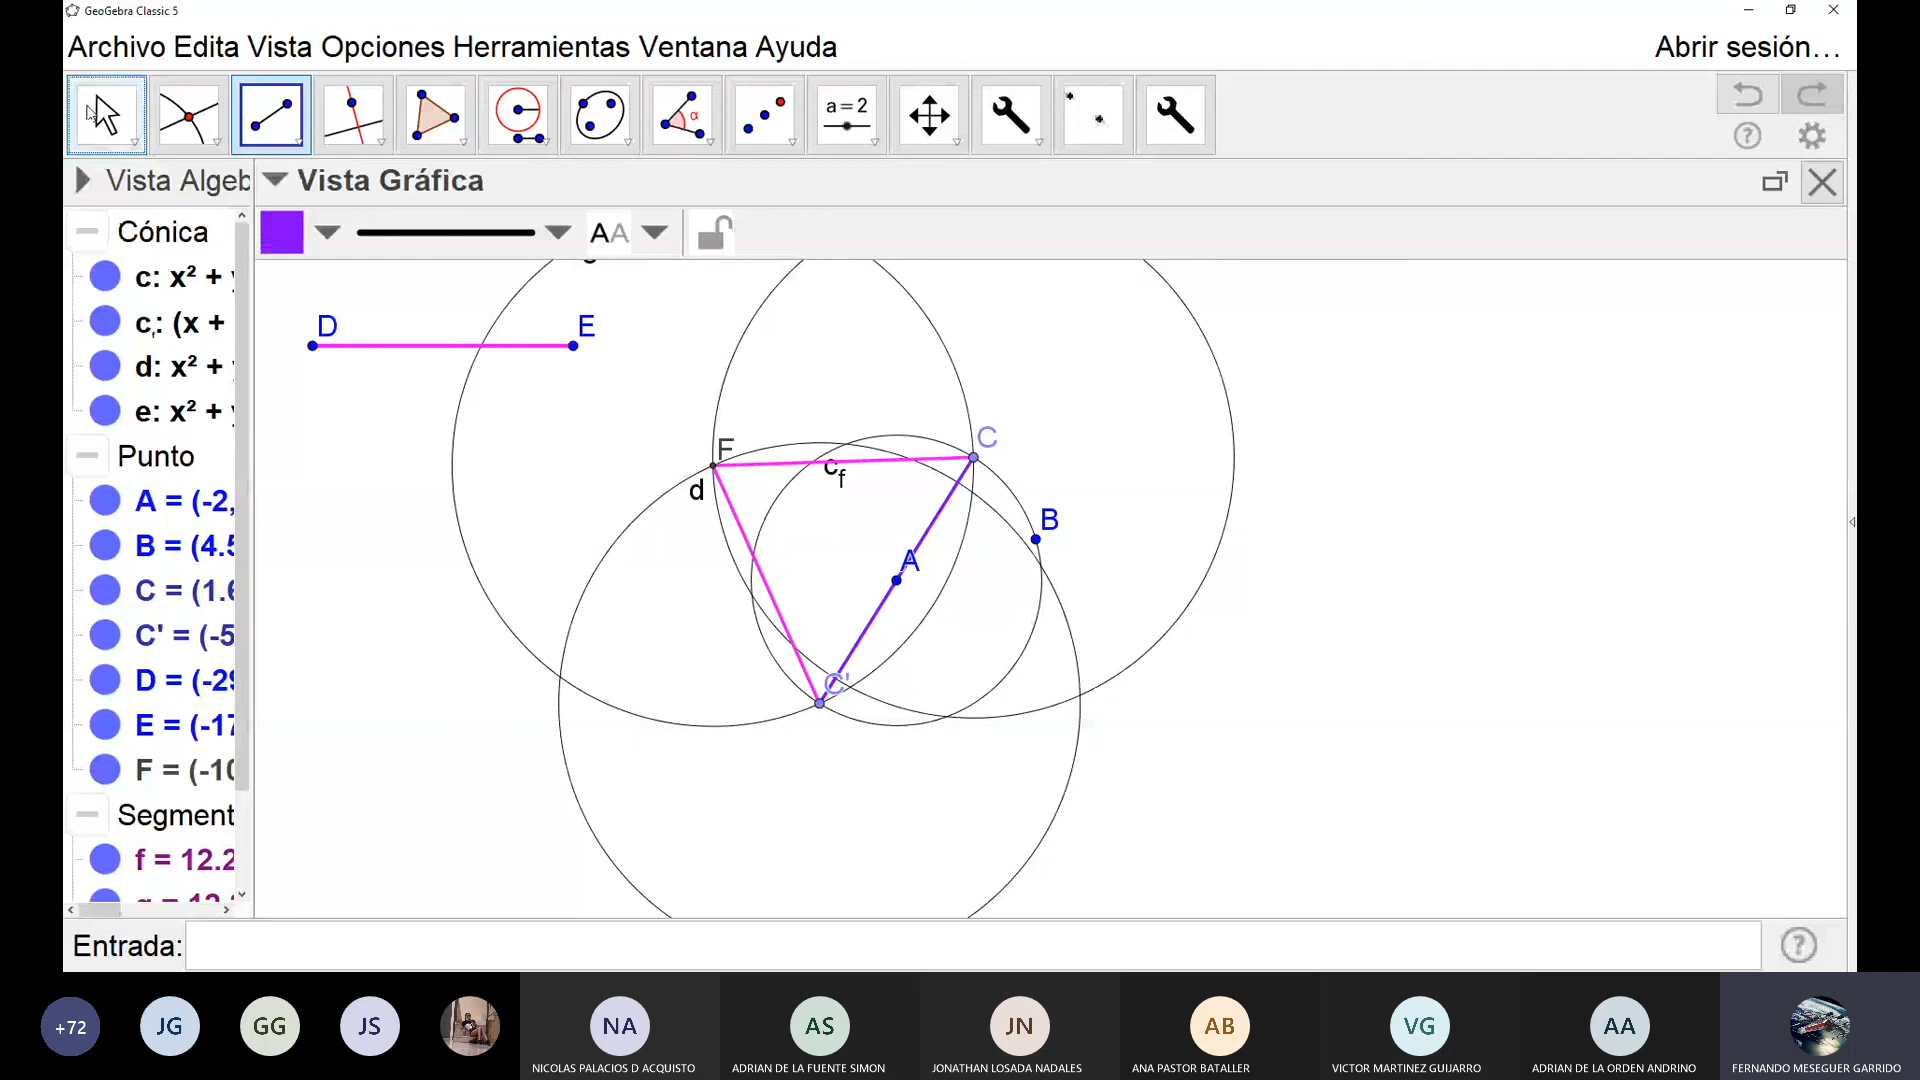 GeoGebra Classic 5
Archivo Edita Vista Opciones Herramientas Ventana Ayuda
Abrir sesión…
α
a = 2
Vista Algeb
Vista Gráfica
AA
Cónica
c: x² + y
c_f: (x +
d: x² + y
e: x² + y
Punto
A = (-2,
B = (4.5
C = (1.6
C' = (-5
D = (-29
E = (-17
F = (-10
Segment
f = 12.2
D
E
F
C
c_f
d
B
A
C'
Entrada:
+72
JG
GG
JS
NA
AS
JN
AB
VG
AA
NICOLAS PALACIOS D ACQUISTO
ADRIAN DE LA FUENTE SIMON
JONATHAN LOSADA NADALES
ANA PASTOR BATALLER
VICTOR MARTINEZ GUIJARRO
ADRIAN DE LA ORDEN ANDRINO
FERNANDO MESEGUER GARRIDO